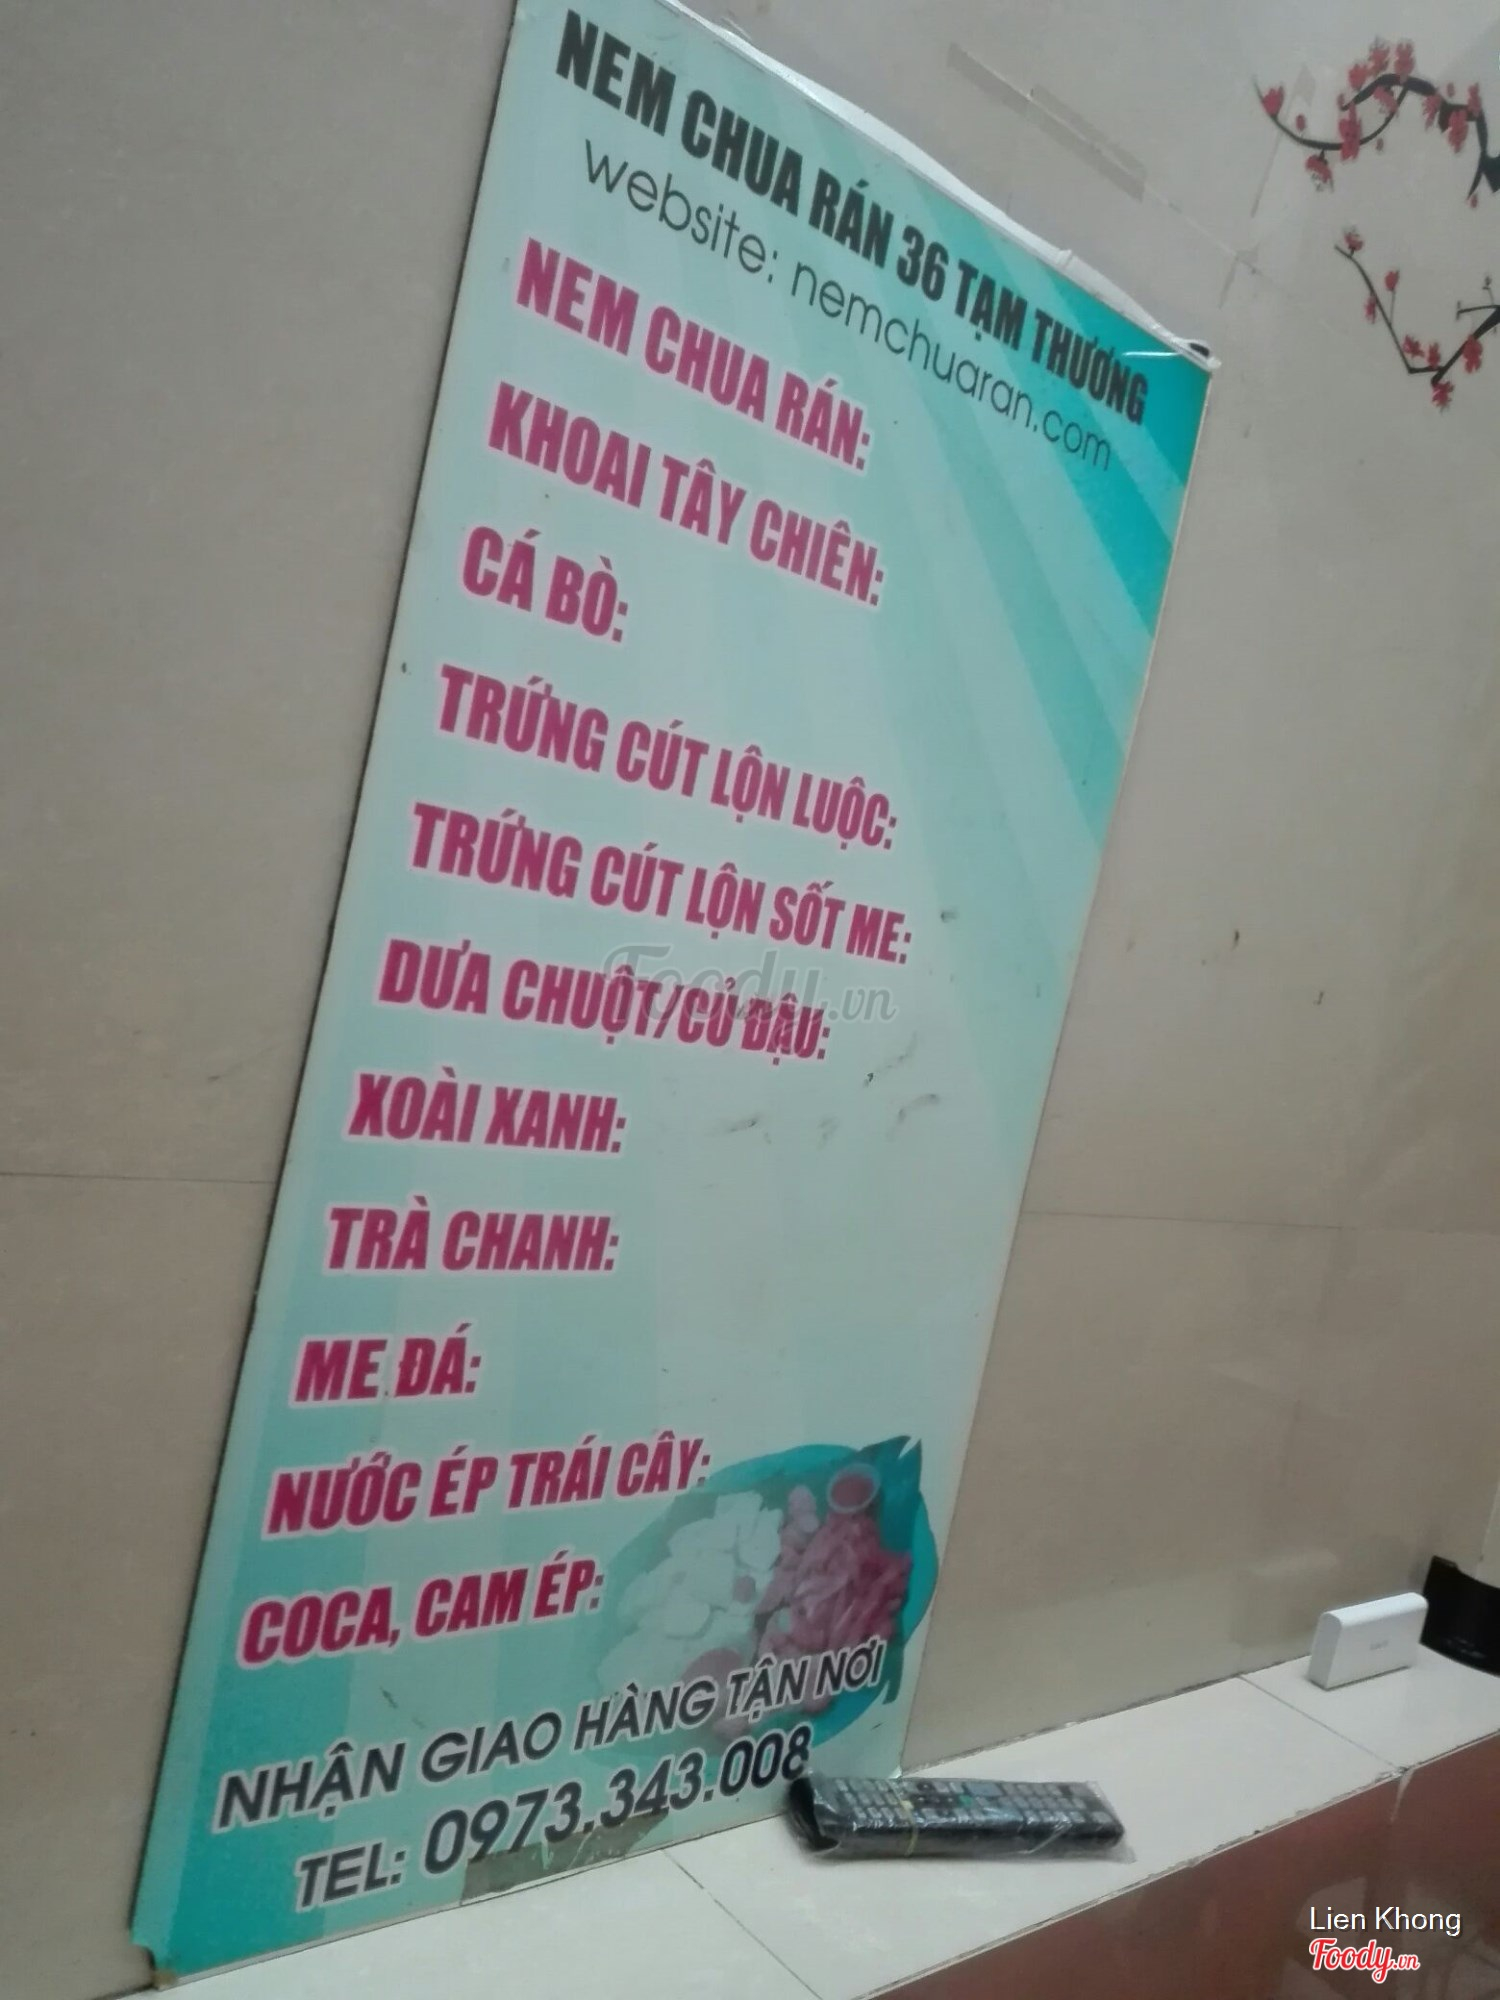 NEM CHUA RÁN 36 TẠM THƯƠNG
website: nemchuaran.com
NEM CHUA RÁN:
KHOAI TÂY CHIÊN:
CÁ BÒ:
TRỨNG CÚT LỘN LUỘC:
TRỨNG CÚT LỘN SỐT ME:
DƯA CHUỘT/CỦ ĐẬU:
Foody.vn
XOÀI XANH:
TRÀ CHANH:
ME ĐÁ:
NƯỚC ÉP TRÁI CÂY:
COCA, CAM ÉP:
NHẬN GIAO HÀNG TẬN NƠI
TEL: 0973.343.008
Lien Khong
Foody.vn